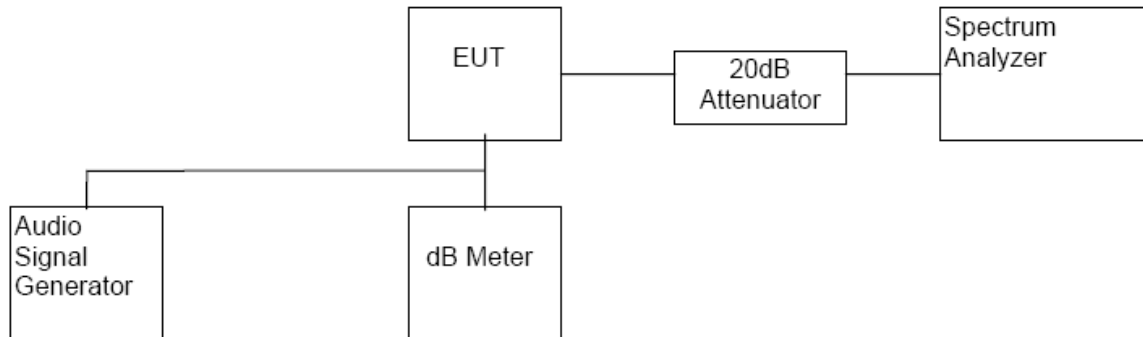 EUT
20dB
Attenuator
Spectrum
Analyzer
Audio
Signal
Generator
dB Meter